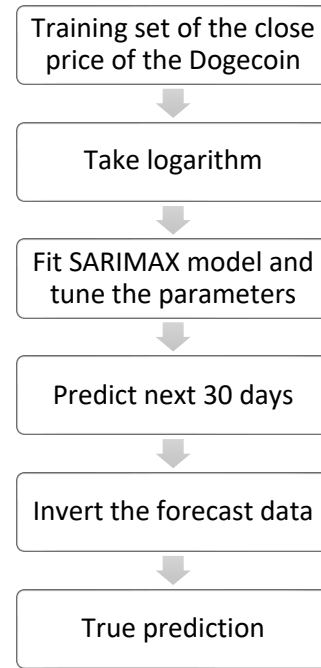 Training set of the close
price of the Dogecoin
Take logarithm
Fit SARIMAX model and
tune the parameters
Predict next 30 days
Invert the forecast data
True prediction